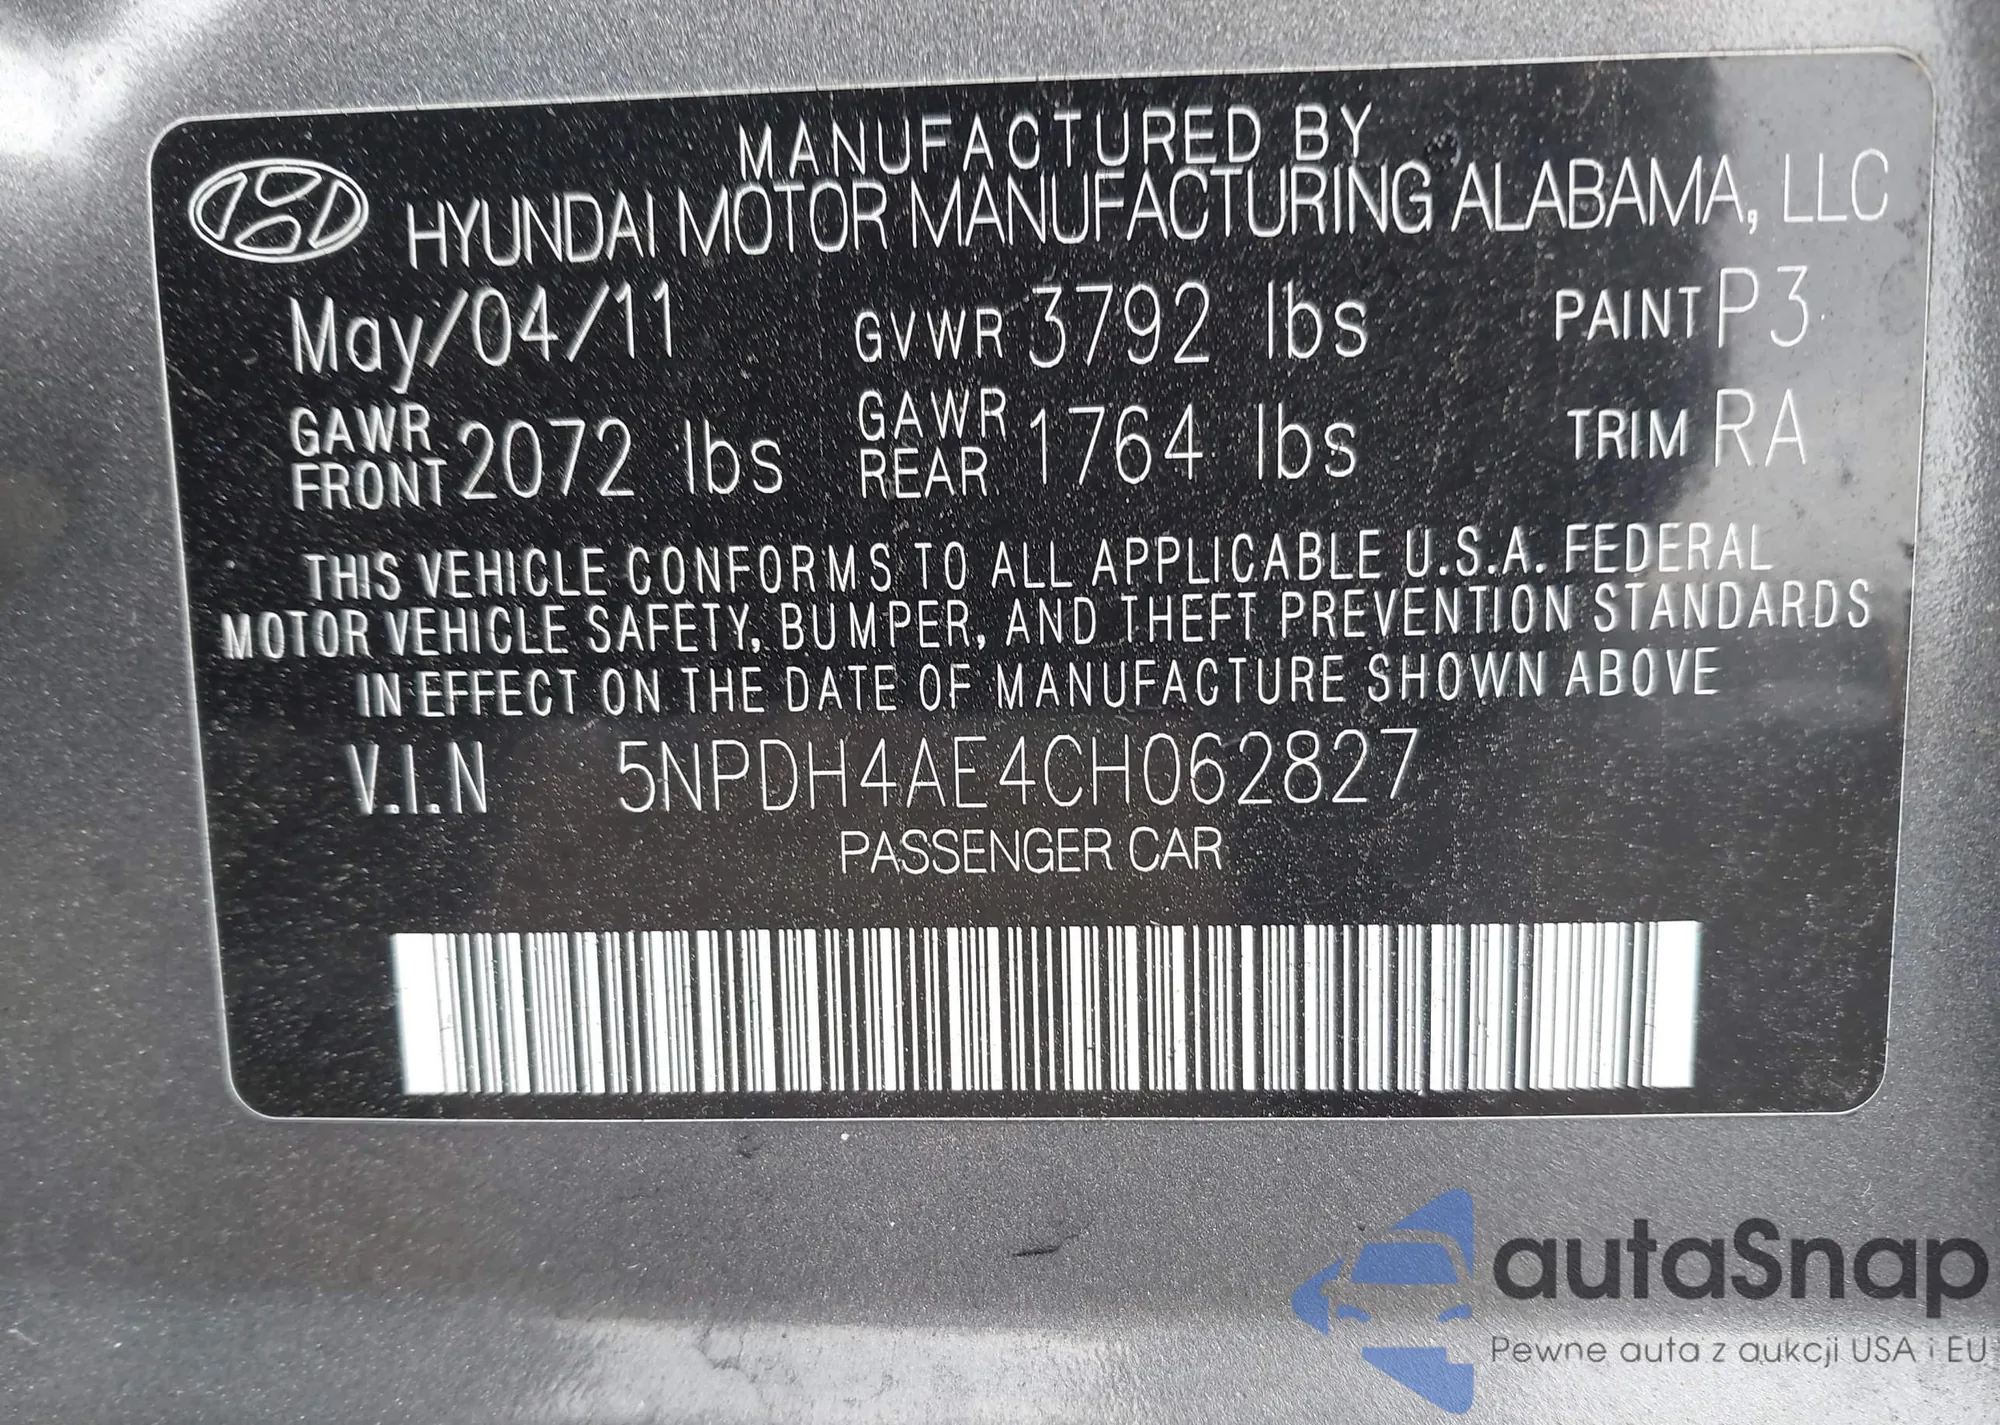 MANUFACTURED BY
HYUNDAI MOTOR MANUFACTURING ALABAMA, LLC
May/04/11 GVWR 3792 lbs PAINT P3
GAWR FRONT 2072 lbs GAWR REAR 1764 lbs TRIM RA
THIS VEHICLE CONFORMS TO ALL APPLICABLE U.S.A. FEDERAL
MOTOR VEHICLE SAFETY, BUMPER, AND THEFT PREVENTION STANDARDS
IN EFFECT ON THE DATE OF MANUFACTURE SHOWN ABOVE
V.I.N 5NPDH4AE4CH062827
PASSENGER CAR
autaSnap
Pewne auta z aukcji USA i EU